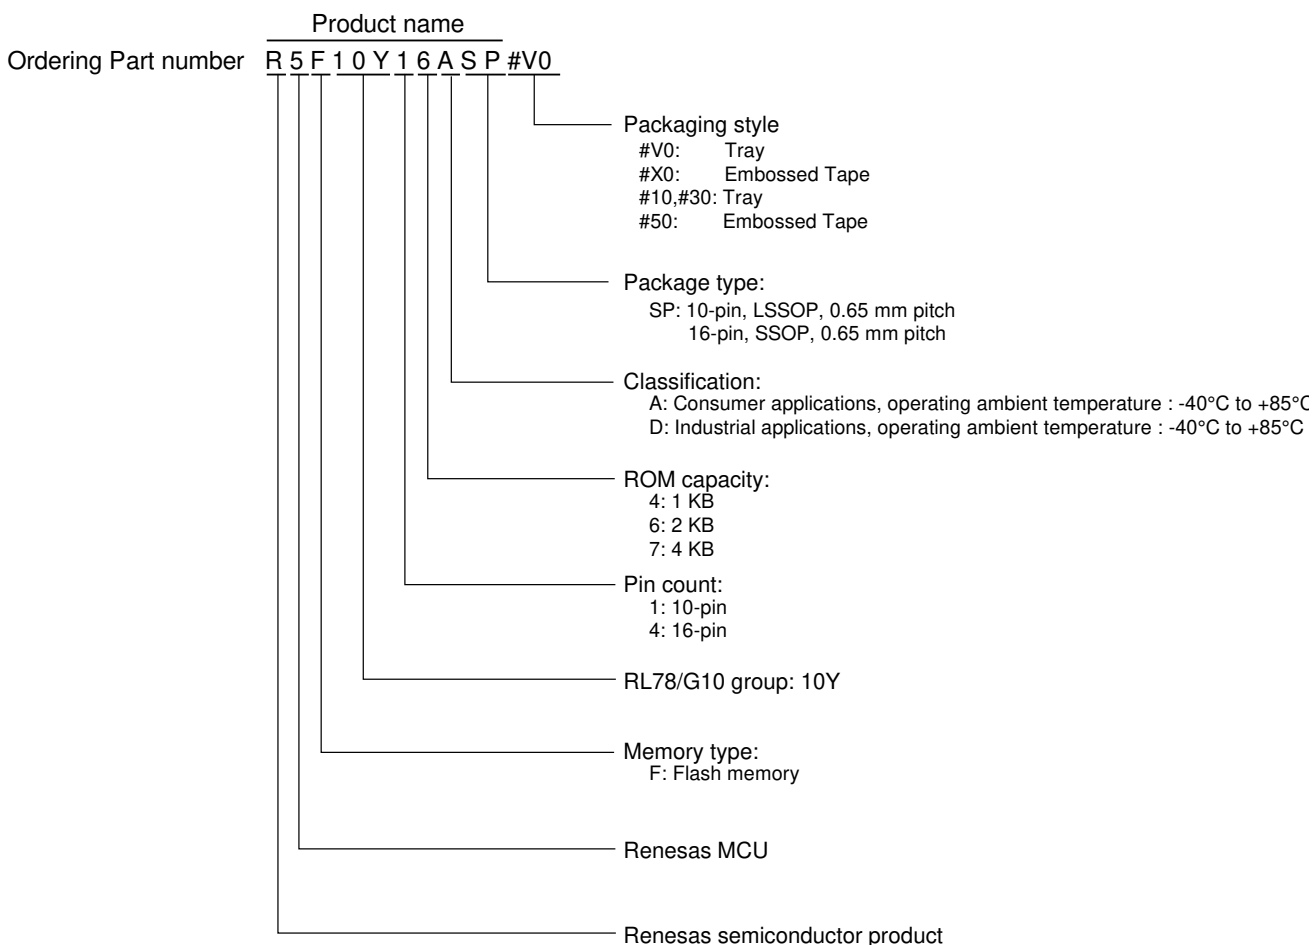 Product name
Ordering Part number R 5 F 1 0 Y 1 6 A S P #V0
Packaging style
#V0: Tray
#X0: Embossed Tape
#10,#30: Tray
#50: Embossed Tape
Package type:
SP: 10-pin, LSSOP, 0.65 mm pitch
16-pin, SSOP, 0.65 mm pitch
Classification:
A: Consumer applications, operating ambient temperature : -40°C to +85°C
D: Industrial applications, operating ambient temperature : -40°C to +85°C
ROM capacity:
4: 1 KB
6: 2 KB
7: 4 KB
Pin count:
1: 10-pin
4: 16-pin
RL78/G10 group: 10Y
Memory type:
F: Flash memory
Renesas MCU
Renesas semiconductor product